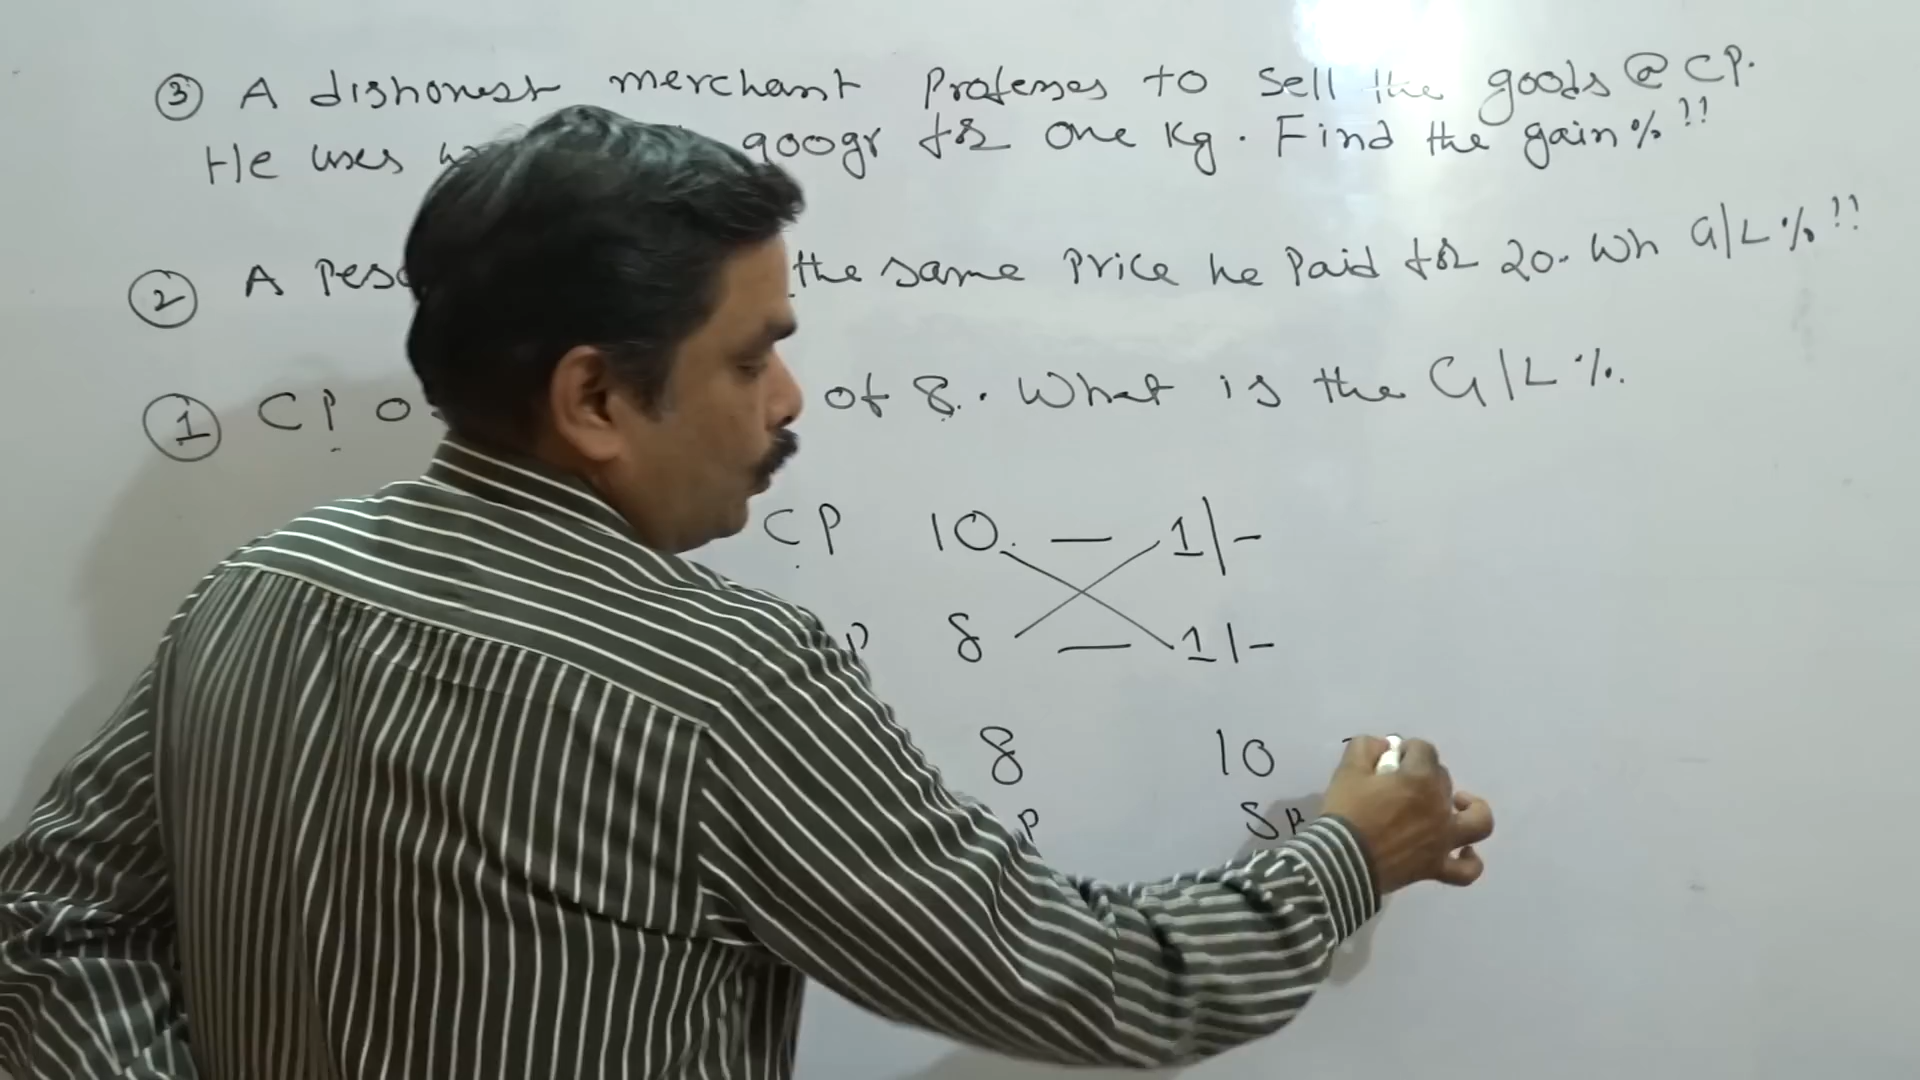 ③ A dishonest merchant Professes to Sell the goods @ CP.
He uses 900gr for one Kg. Find the gain% !!
② A the same Price he Paid for 20. Wh G/L% !!
① CP of 8. What is the G/L %.
CP 10 — 1/-
P 8 — 1/-
8 10
P SP